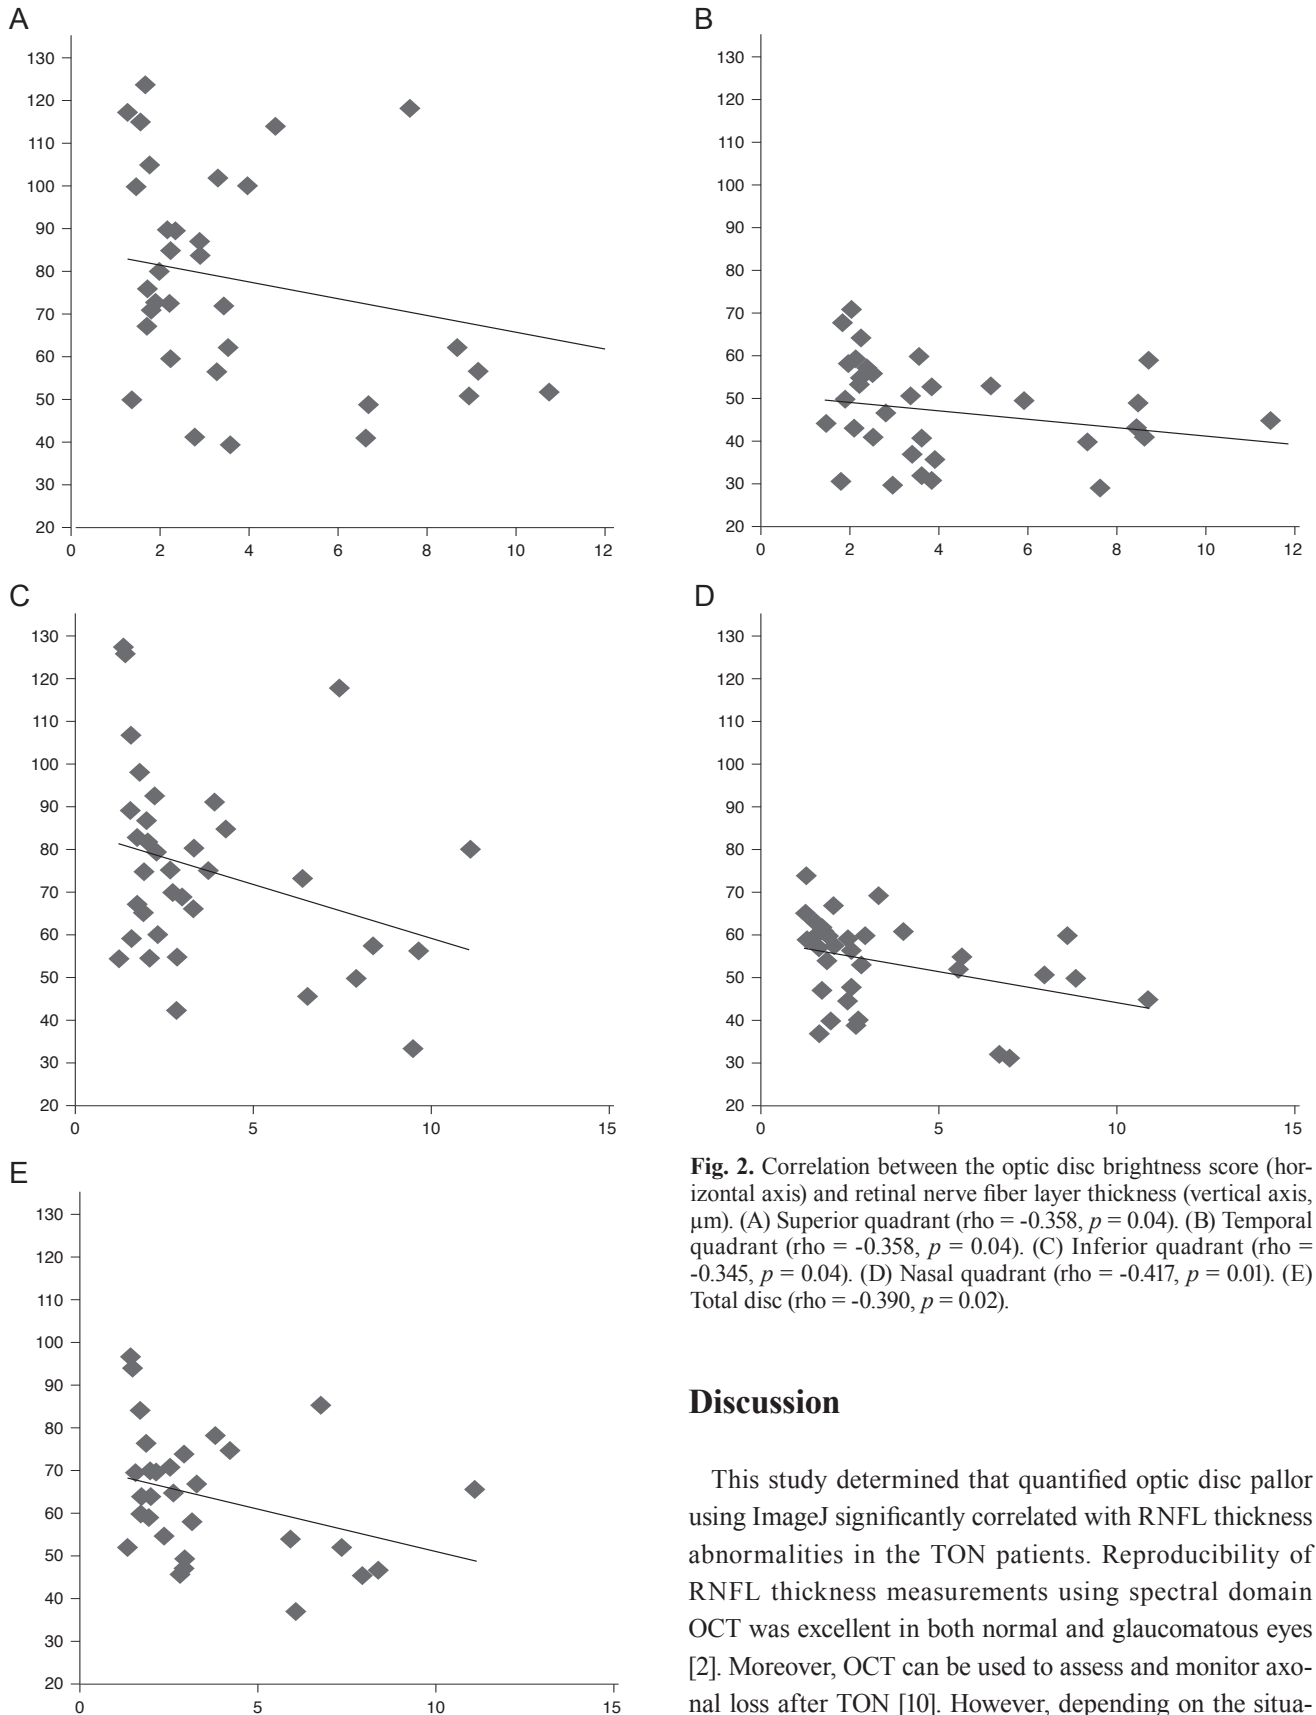 A
130
120
110
100
90
80
70
60
50
40
30
20
0 2 4 6 8 10 12
B
130
120
110
100
90
80
70
60
50
40
30
20
0 2 4 6 8 10 12
C
130
120
110
100
90
80
70
60
50
40
30
20
0 5 10 15
D
130
120
110
100
90
80
70
60
50
40
30
20
0 5 10 15
E
130
120
110
100
90
80
70
60
50
40
30
20
0 5 10 15
Fig. 2. Correlation between the optic disc brightness score (hor-
izontal axis) and retinal nerve fiber layer thickness (vertical axis,
μm). (A) Superior quadrant (rho = -0.358, p = 0.04). (B) Temporal
quadrant (rho = -0.358, p = 0.04). (C) Inferior quadrant (rho =
-0.345, p = 0.04). (D) Nasal quadrant (rho = -0.417, p = 0.01). (E)
Total disc (rho = -0.390, p = 0.02).
Discussion
This study determined that quantified optic disc pallor
using ImageJ significantly correlated with RNFL thickness
abnormalities in the TON patients. Reproducibility of
RNFL thickness measurements using spectral domain
OCT was excellent in both normal and glaucomatous eyes
[2]. Moreover, OCT can be used to assess and monitor axo-
nal loss after TON [10]. However, depending on the situa-